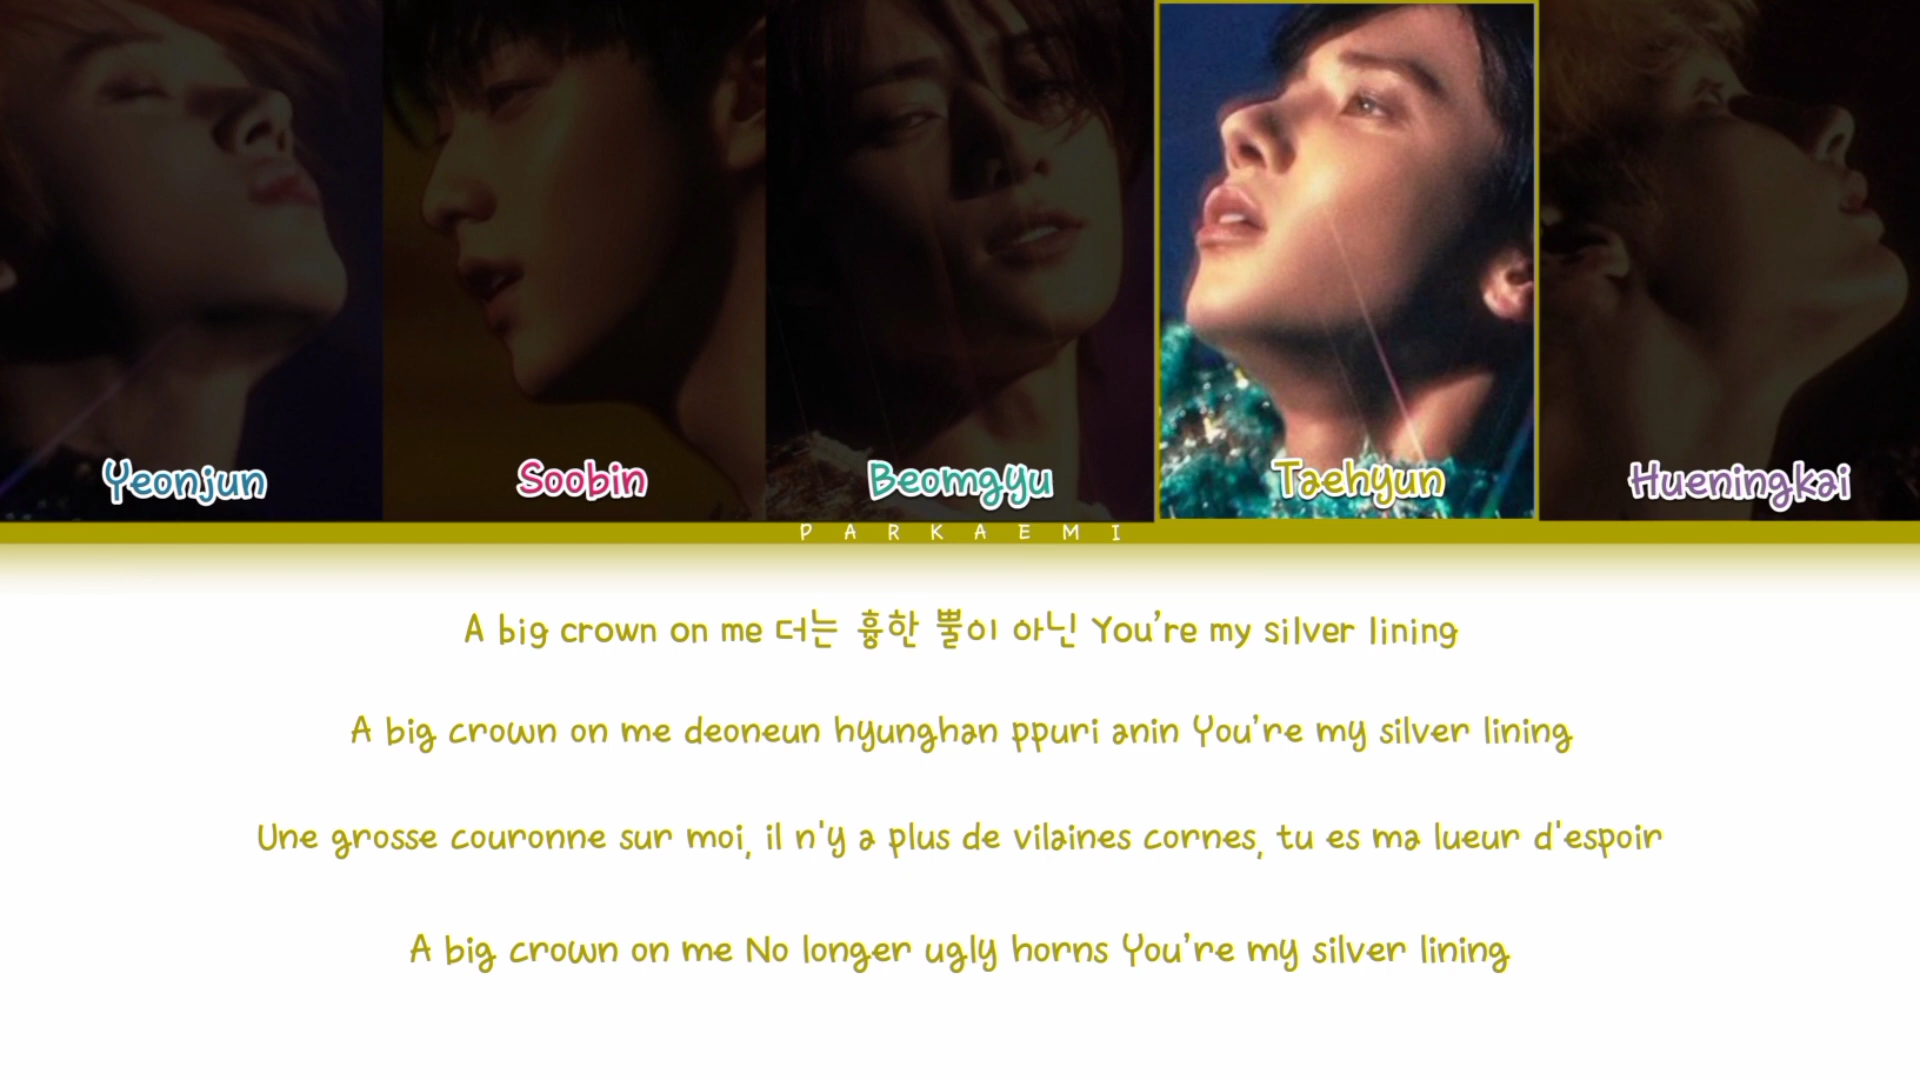 Yeonjun Soobin Beomgyu Taehyun Hueningkai
PARKAEMI
A big crown on me 더는 흉한 뿔이 아닌 You're my silver lining
A big crown on me deoneun hyunghan ppuri anin You're my silver lining
Une grosse couronne sur moi, il n'y a plus de vilaines cornes, tu es ma lueur d'espoir
A big crown on me No longer ugly horns You're my silver lining